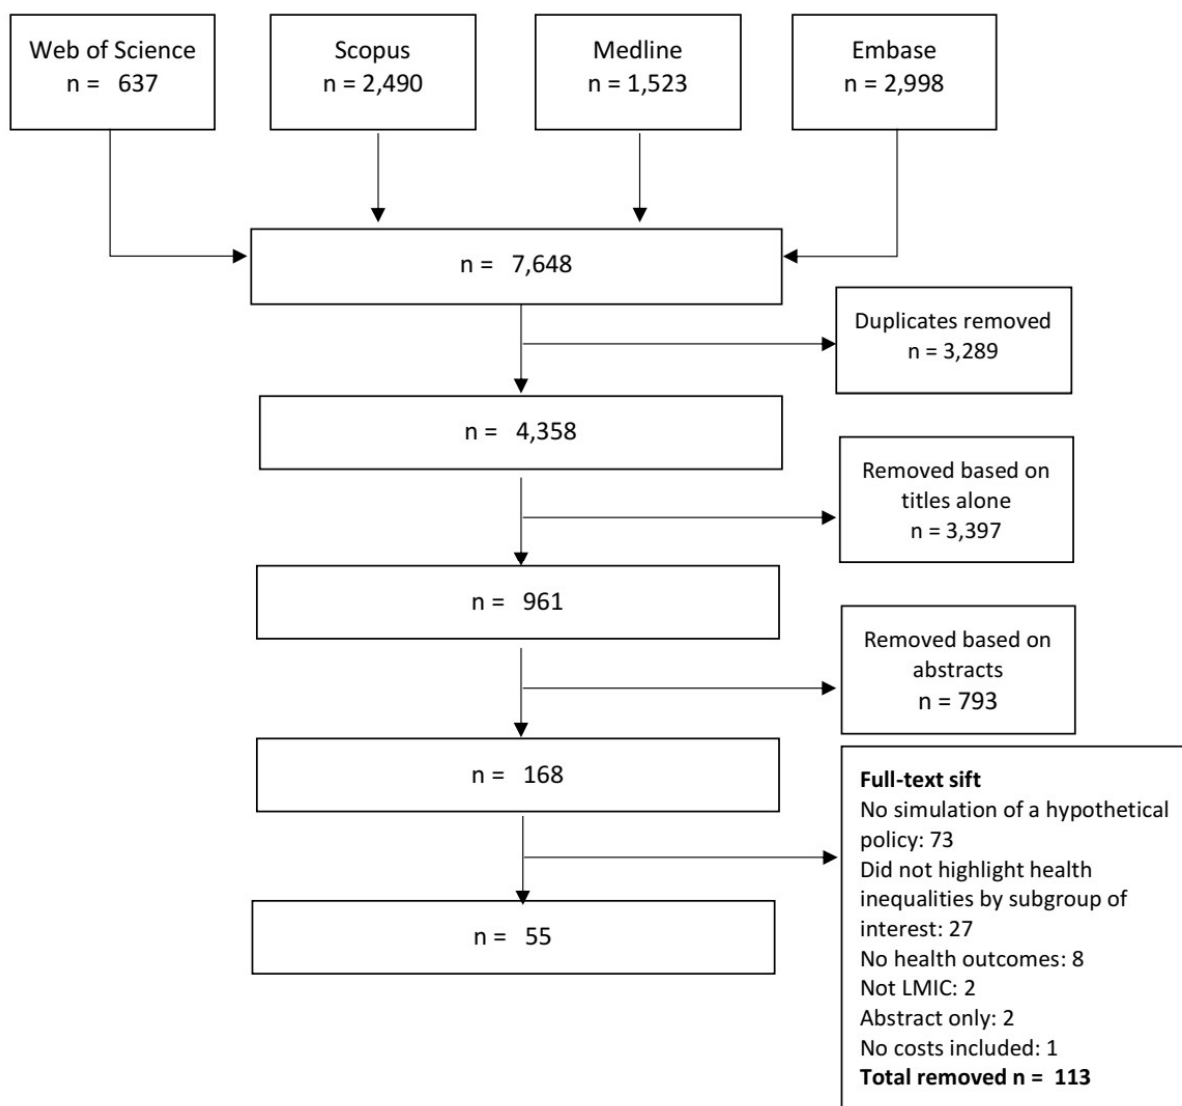 Web of Science
n = 637
Scopus
n = 2,490
Medline
n = 1,523
Embase
n = 2,998
n = 7,648
Duplicates removed
n = 3,289
n = 4,358
Removed based on
titles alone
n = 3,397
n = 961
Removed based on
abstracts
n = 793
n = 168
Full-text sift
No simulation of a hypothetical
policy: 73
Did not highlight health
inequalities by subgroup of
interest: 27
No health outcomes: 8
Not LMIC: 2
Abstract only: 2
No costs included: 1
Total removed n = 113
n = 55